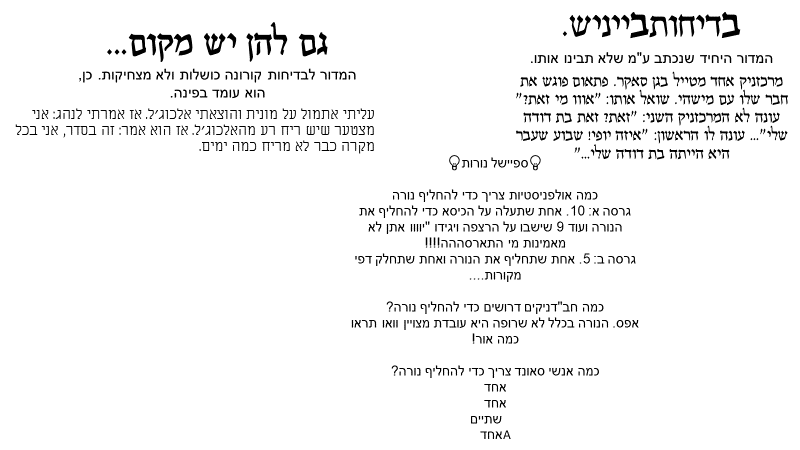 בדיחותבייניש.
המדור היחיד שנכתב ע"מ שלא תבינו אותו.
מרכזניק אחד מטייל בגן סאקר. פתאום פוגש את
חבר שלו עם מישהי. שואל אותו: "אווו מי זאת?"
עונה לא המרכזניק השני: "זאת? זאת בת דודה
שלי"... עונה לו הראשון: "איזה יופי! שבוע שעבר
היא הייתה בת דודה שלי..."
גם להן יש מקום...
המדור לבדיחות קורונה כושלות ולא מצחיקות. כן,
הוא עומד בפינה.
עליתי אתמול על מונית והוצאתי אלכוג'ל. אז אמרתי לנהג: אני
מצטער שיש ריח רע מהאלכוג'ל. אז הוא אמר: זה בסדר, אני בכל
מקרה כבר לא מריח כמה ימים.
💡ספיישל נורות💡
כמה אולפניסטיות צריך כדי להחליף נורה
גרסה א: 10. אחת שתעלה על הכיסא כדי להחליף את
הנורה ועוד 9 שישבו על הרצפה ויגידו "יוווו אתן לא
מאמינות מי התארסההה!!!!
גרסה ב: 5. אחת שתחליף את הנורה ואחת שתחלק דפי
מקורות....
כמה חב"דניקים דרושים כדי להחליף נורה?
אפס. הנורה בכלל לא שרופה היא עובדת מצויין וואו תראו
כמה אור!
כמה אנשי סאונד צריך כדי להחליף נורה?
אחד
אחד
שתיים
Aאחד